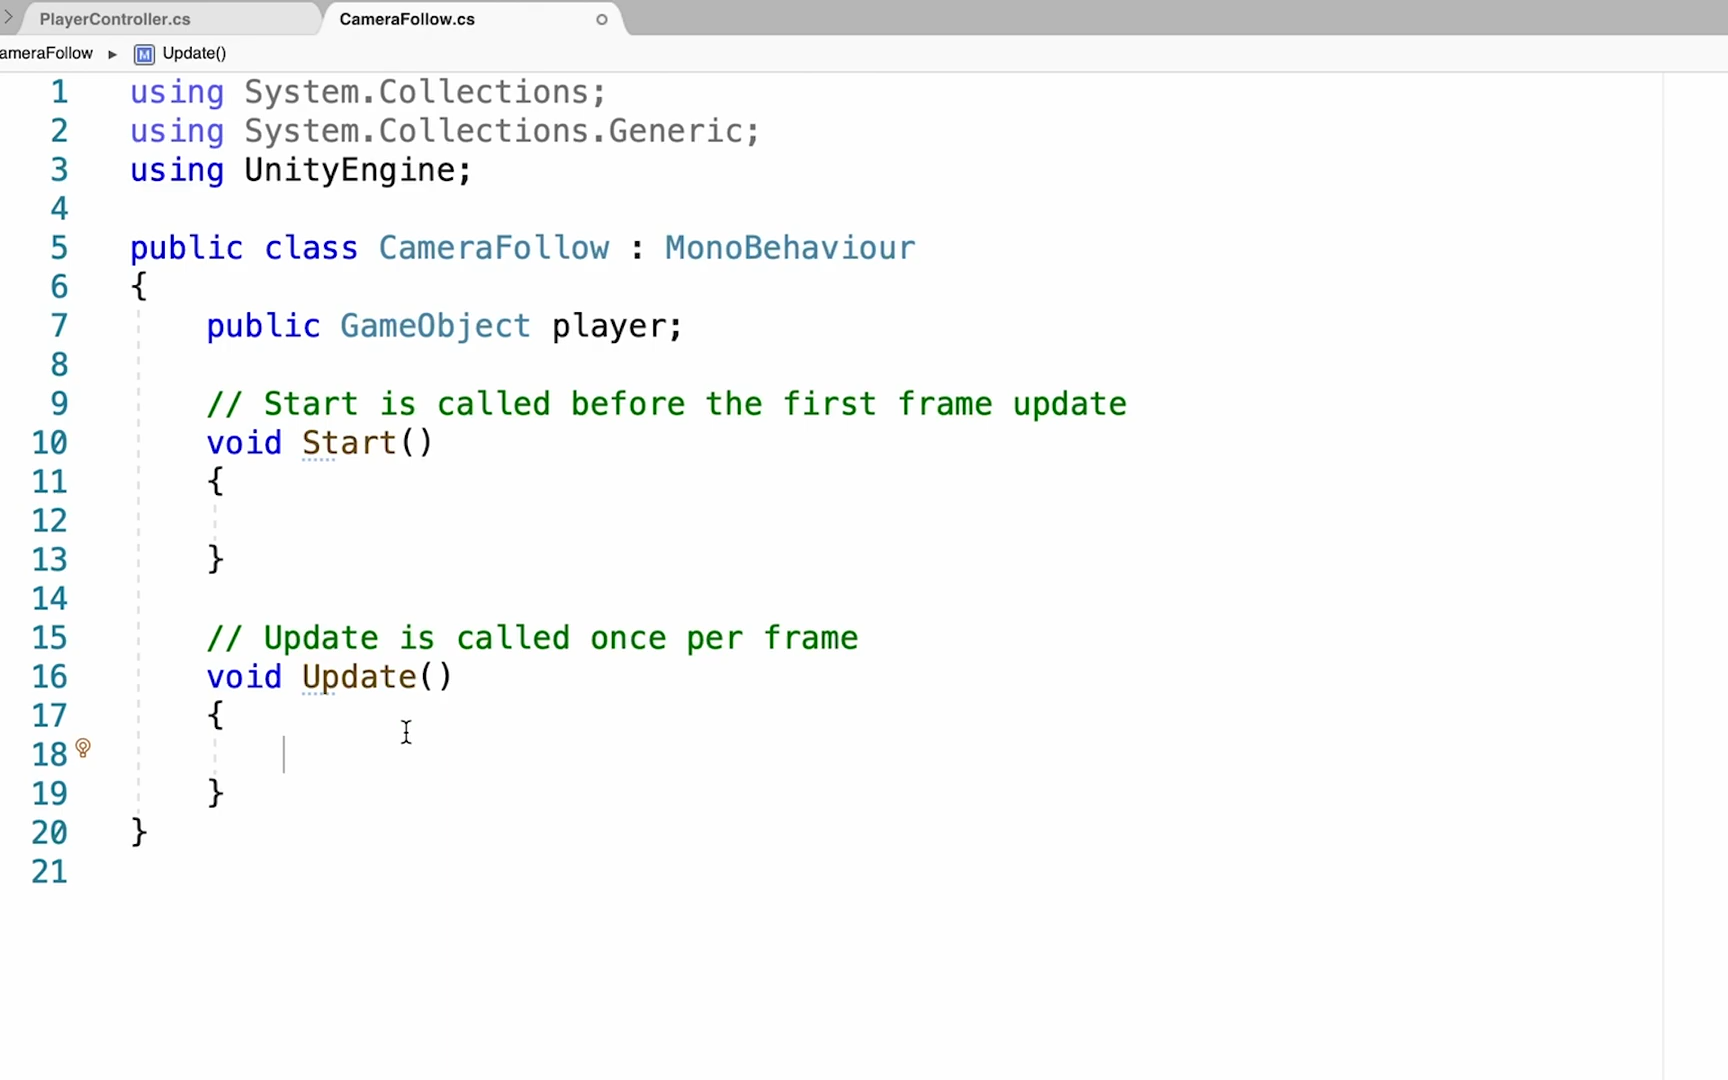 PlayerController.cs
CameraFollow.cs
ameraFollow ▸ M Update()
1 using System.Collections;
2 using System.Collections.Generic;
3 using UnityEngine;
4
5 public class CameraFollow : MonoBehaviour
6 {
7     public GameObject player;
8
9     // Start is called before the first frame update
10     void Start()
11     {
12
13     }
14
15     // Update is called once per frame
16     void Update()
17     {
18
19     }
20 }
21